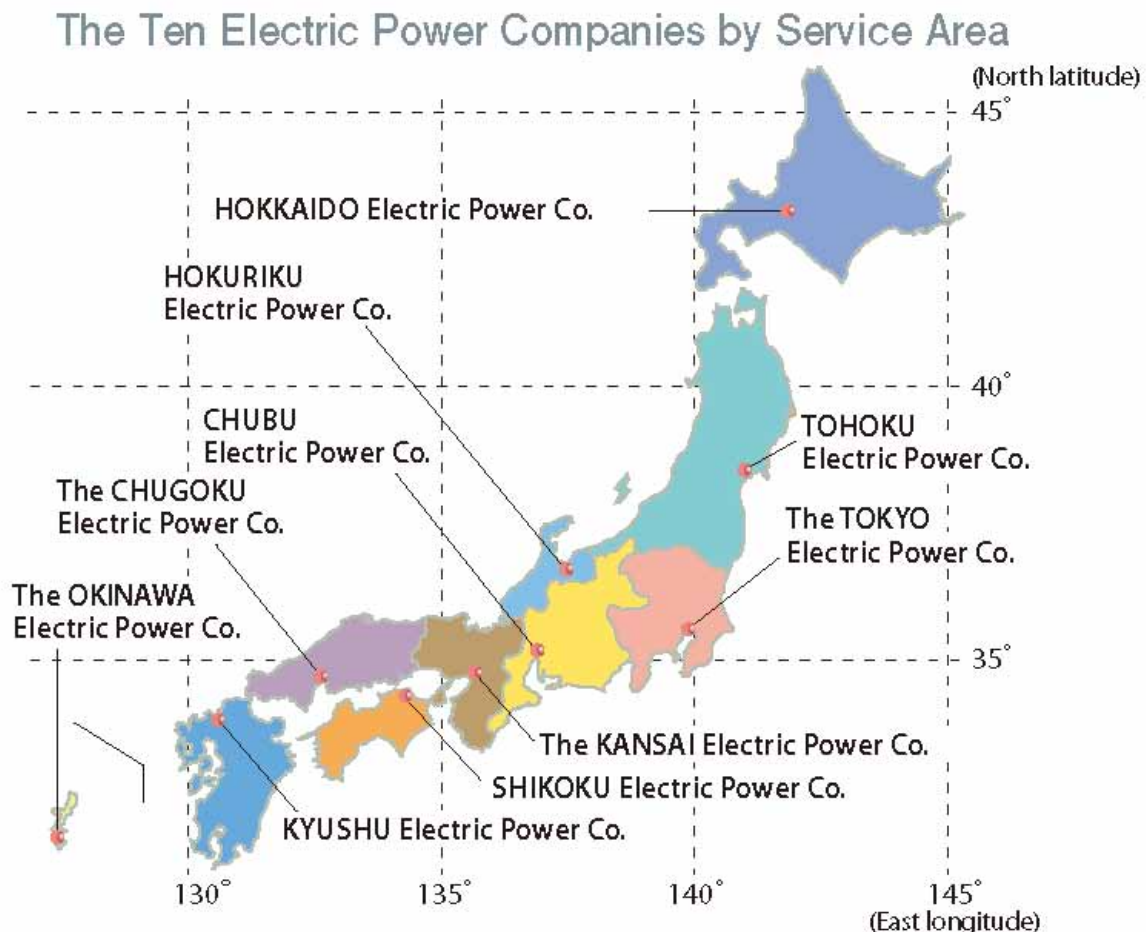 The Ten Electric Power Companies by Service Area
(North latitude)
45°
HOKKAIDO Electric Power Co.
HOKURIKU
Electric Power Co.
40°
CHUBU
Electric Power Co.
TOHOKU
Electric Power Co.
The CHUGOKU
Electric Power Co.
The TOKYO
Electric Power Co.
The OKINAWA
Electric Power Co.
35°
The KANSAI Electric Power Co.
SHIKOKU Electric Power Co.
KYUSHU Electric Power Co.
130°
135°
140°
145°
(East longitude)